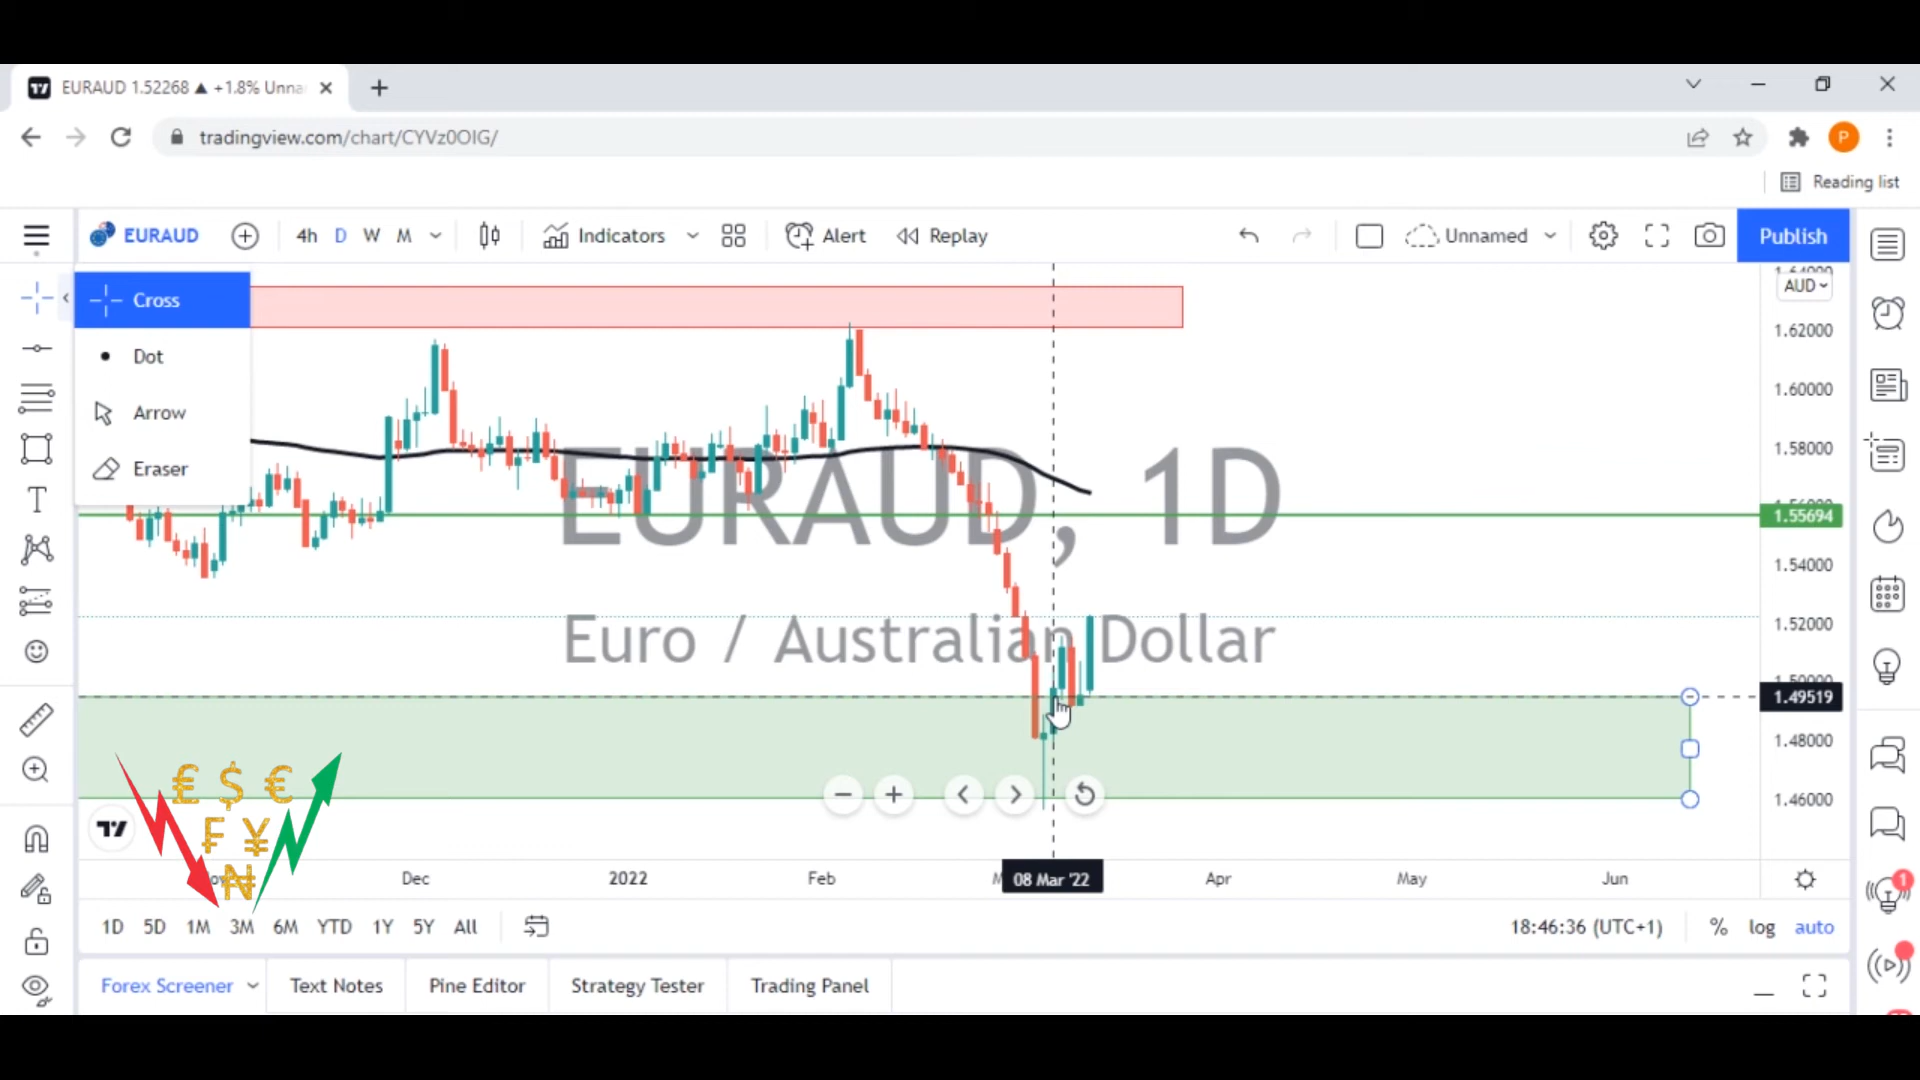 EURAUD 1.52268 ▲ +1.8% Unna
tradingview.com/chart/CYVz0OIG/
P
Reading list
EURAUD
4h D W M
Indicators
Alert
Replay
Unnamed
Publish
Cross
Dot
Arrow
Eraser
AUD
1.62000
1.60000
1.58000
1.55694
1.54000
1.52000
1.49519
1.48000
1.46000
EURAUD, 1D
Euro / Australian Dollar
£ $ €
₣ ¥
₦
Dec 2022 Feb 08 Mar '22 Apr May Jun
1D 5D 1M 3M 6M YTD 1Y 5Y All
18:46:36 (UTC+1) % log auto
1
Forex Screener
Text Notes
Pine Editor
Strategy Tester
Trading Panel